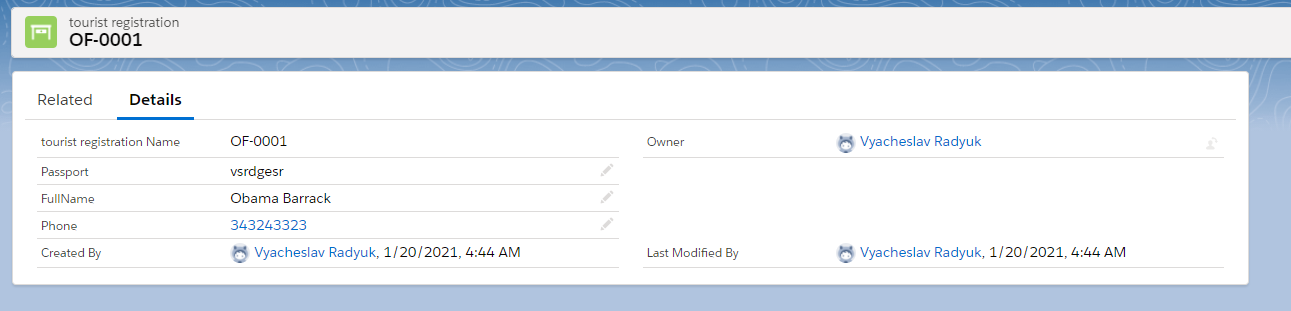 tourist registration
OF-0001
Related Details
tourist registration Name OF-0001 Owner Vyacheslav Radyuk
Passport vsrdgesr
FullName Obama Barrack
Phone 343243323
Created By Vyacheslav Radyuk, 1/20/2021, 4:44 AM Last Modified By Vyacheslav Radyuk, 1/20/2021, 4:44 AM